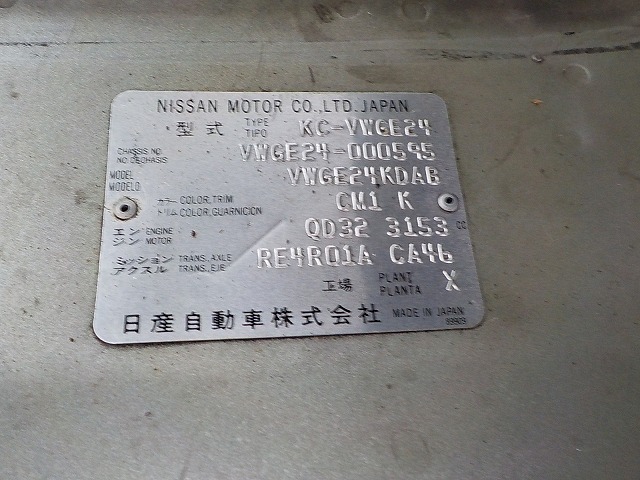 NISSAN MOTOR CO.,LTD.JAPAN
型式 TYPE TIPO KC-VWGE24
CHASSIS NO NO DECHASIS VWGE24-000595
MODEL MODELO VWGE24KDAB
カラー COLOR,TRIM CM1 K
トリム COLOR,GUARNICION
エンジン ENGINE MOTOR QD32 3153 CC
ミッション TRANS.,AXLE RE4R01A CA46
アクスル TRANS.,EJE
工場 PLANT PLANTA X
日産自動車株式会社 MADE IN JAPAN
99909